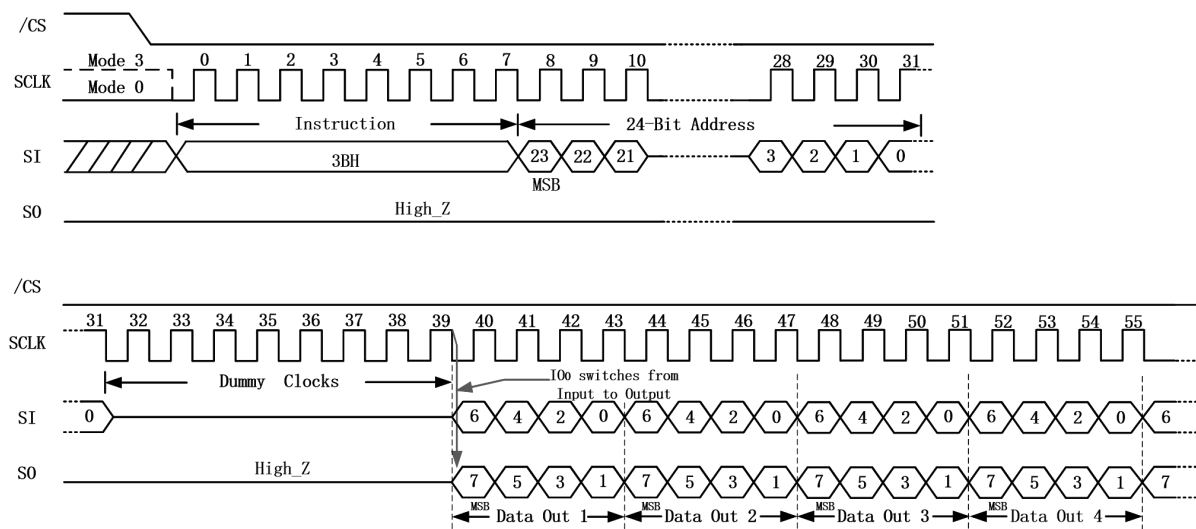 /CS
Mode 3
0 1 2 3 4 5 6 7 8 9 10 28 29 30 31
SCLK
Mode 0
Instruction 24-Bit Address
SI 3BH 23 22 21 3 2 1 0
MSB
SO High_Z
/CS
31 32 33 34 35 36 37 38 39 40 41 42 43 44 45 46 47 48 49 50 51 52 53 54 55
SCLK
Dummy Clocks
IO0 switches from
Input to Output
SI 0 6 4 2 0 6 4 2 0 6 4 2 0 6 4 2 0 6
SO High_Z 7 5 3 1 7 5 3 1 7 5 3 1 7 5 3 1 7
MSB Data Out 1 MSB Data Out 2 MSB Data Out 3 MSB Data Out 4